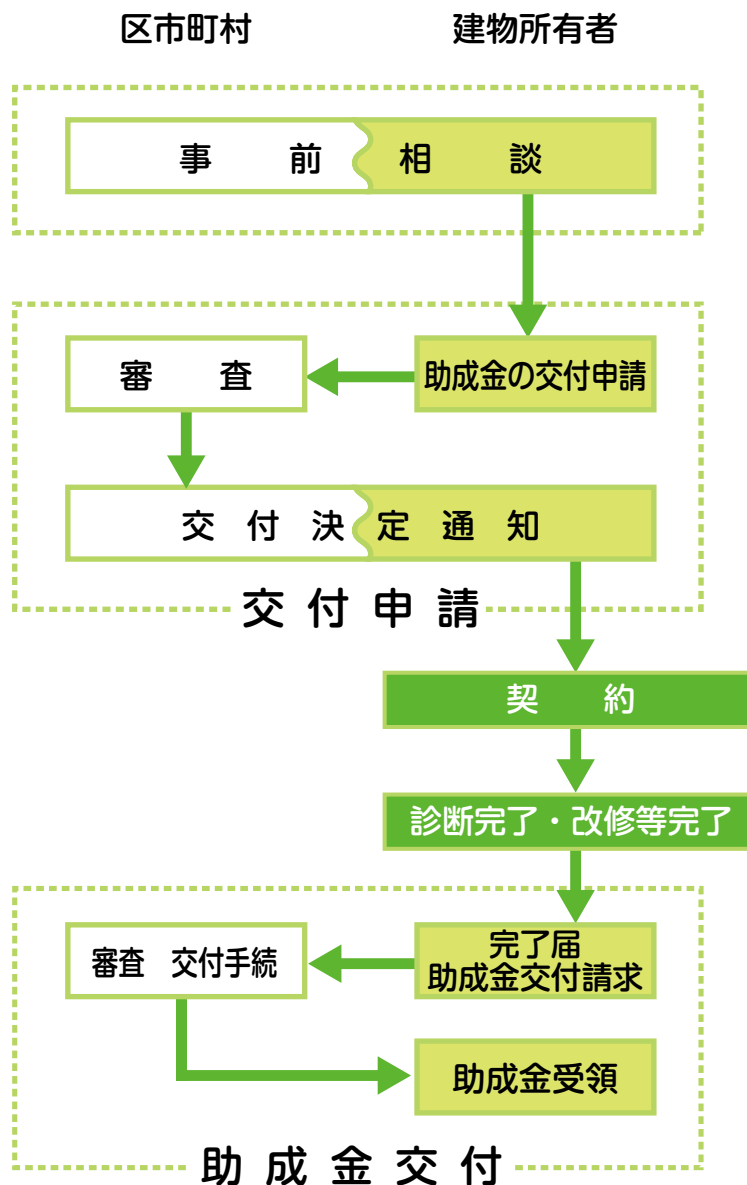 区市町村 建物所有者
事前相談
審査 助成金の交付申請
交付決定通知
交付申請
契約
診断完了・改修等完了
審査 交付手続 完了届
助成金交付請求
助成金受領
助成金交付